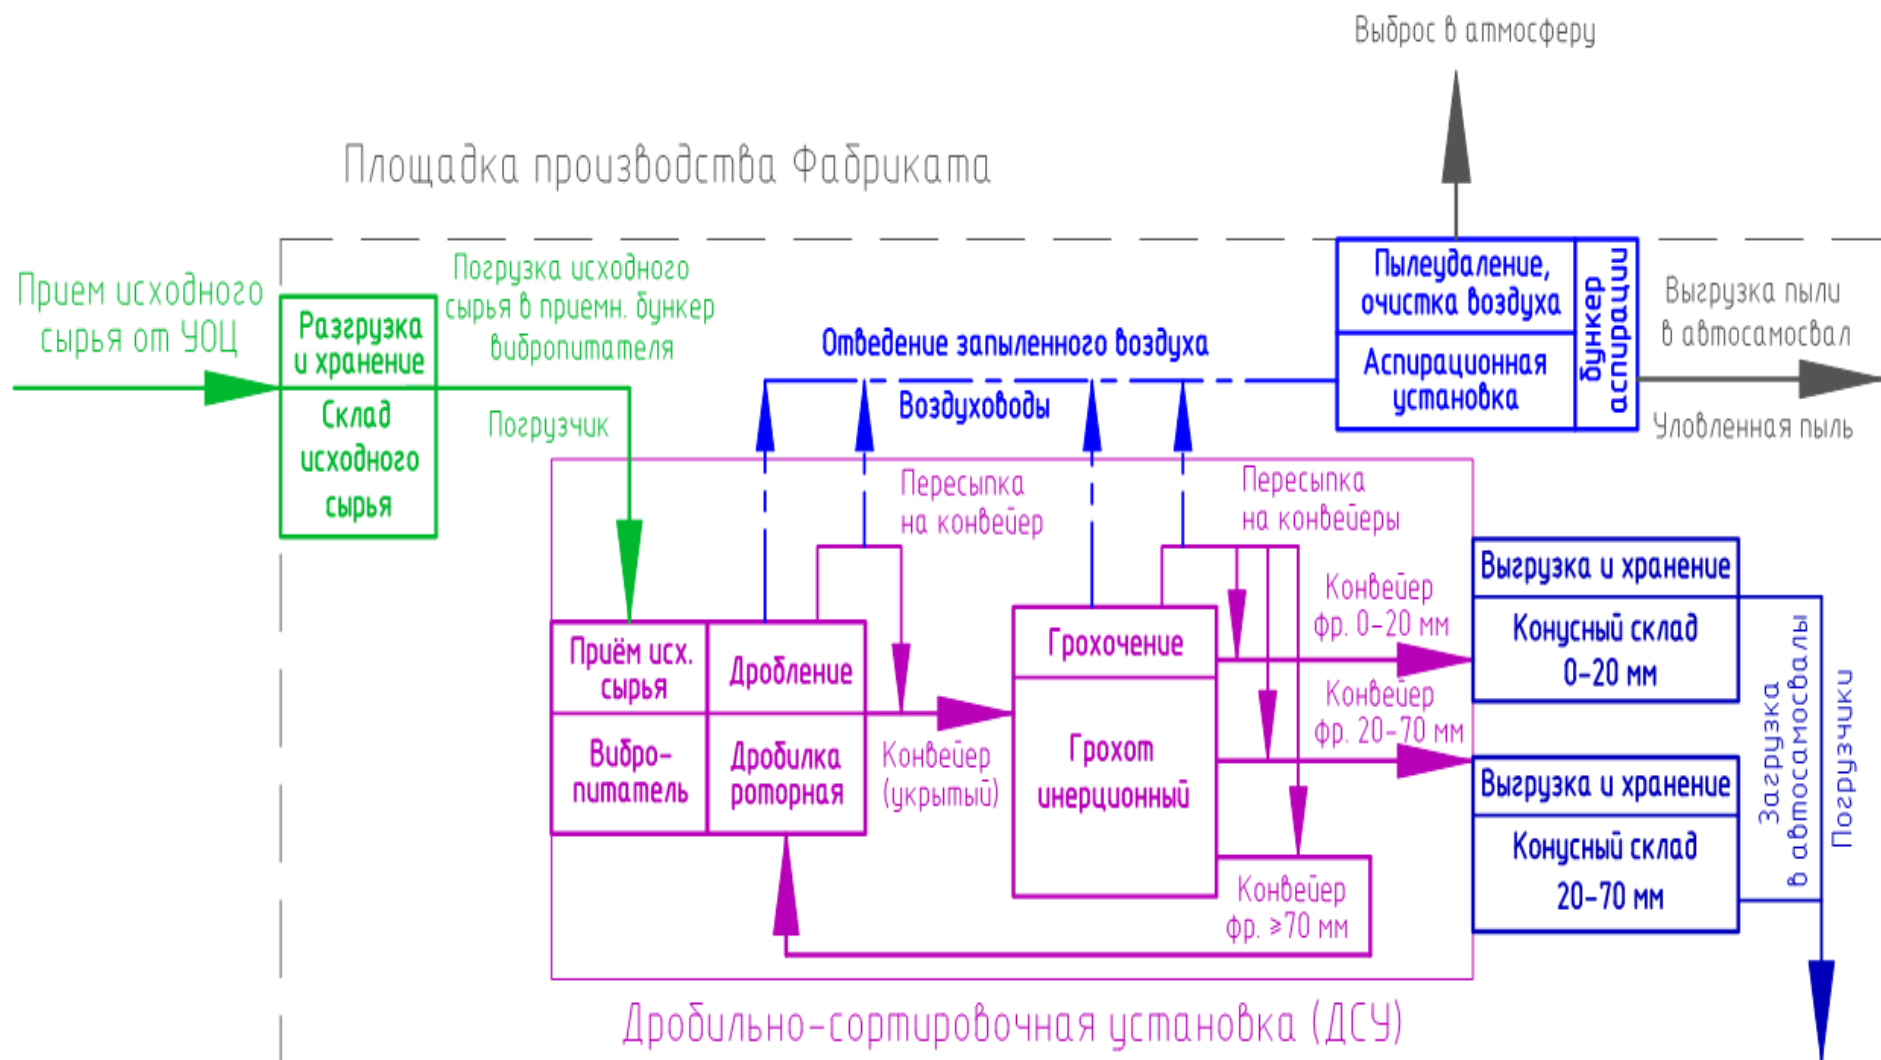 Выброс в атмосферу
Площадка производства Фабриката
Прием исходного
сырья от УОЦ
Разгрузка
и хранение
Склад
исходного
сырья
Погрузка исходного
сырья в приемн. бункер
вибропитателя
Погрузчик
Отведение запыленного воздуха
Воздуховоды
Пылеудаление,
очистка воздуха
Аспирационная
установка
бункер
аспирации
Выгрузка пыли
в автосамосвал
Уловленная пыль
Пересыпка
на конвейер
Пересыпка
на конвейеры
Приём исх.
сырья
Вибро-
питатель
Дробление
Дробилка
роторная
Конвейер
(укрытый)
Грохочение
Грохот
инерционный
Конвейер
фр. 0-20 мм
Конвейер
фр. 20-70 мм
Конвейер
фр. ≥70 мм
Выгрузка и хранение
Конусный склад
0-20 мм
Выгрузка и хранение
Конусный склад
20-70 мм
Загрузка
в автосамосвалы
Погрузчики
Дробильно-сортировочная установка (ДСУ)